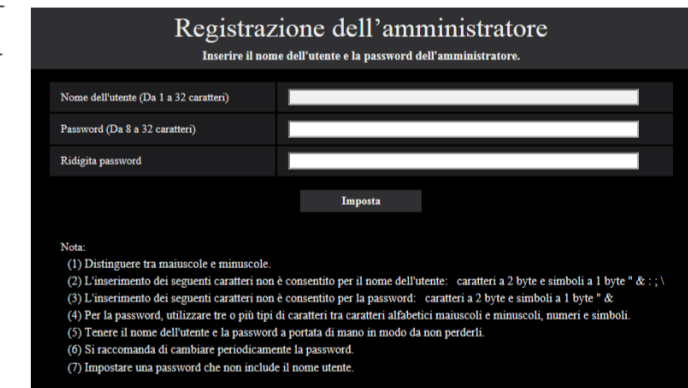 Registrazione dell'amministratore
Inserire il nome dell'utente e la password dell'amministratore.
Nome dell'utente (Da 1 a 32 caratteri)
Password (Da 8 a 32 caratteri)
Ridigita password
Imposta
Nota:
(1) Distinguere tra maiuscole e minuscole.
(2) L'inserimento dei seguenti caratteri non è consentito per il nome dell'utente: caratteri a 2 byte e simboli a 1 byte " & : ; \
(3) L'inserimento dei seguenti caratteri non è consentito per la password: caratteri a 2 byte e simboli a 1 byte " &
(4) Per la password, utilizzare tre o più tipi di caratteri tra caratteri alfabetici maiuscoli e minuscoli, numeri e simboli.
(5) Tenere il nome dell'utente e la password a portata di mano in modo da non perderli.
(6) Si raccomanda di cambiare periodicamente la password.
(7) Impostare una password che non include il nome utente.